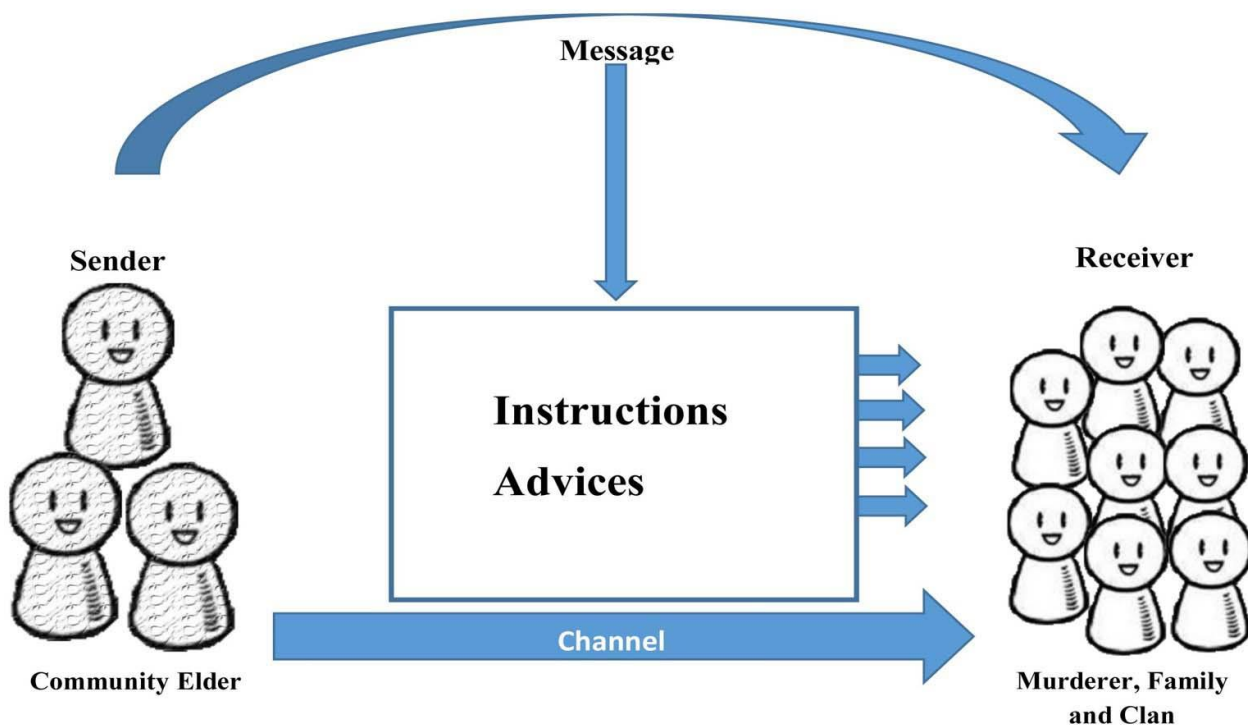 Message
Sender
Receiver
Instructions
Advices
Channel
Community Elder
Murderer, Family
and Clan